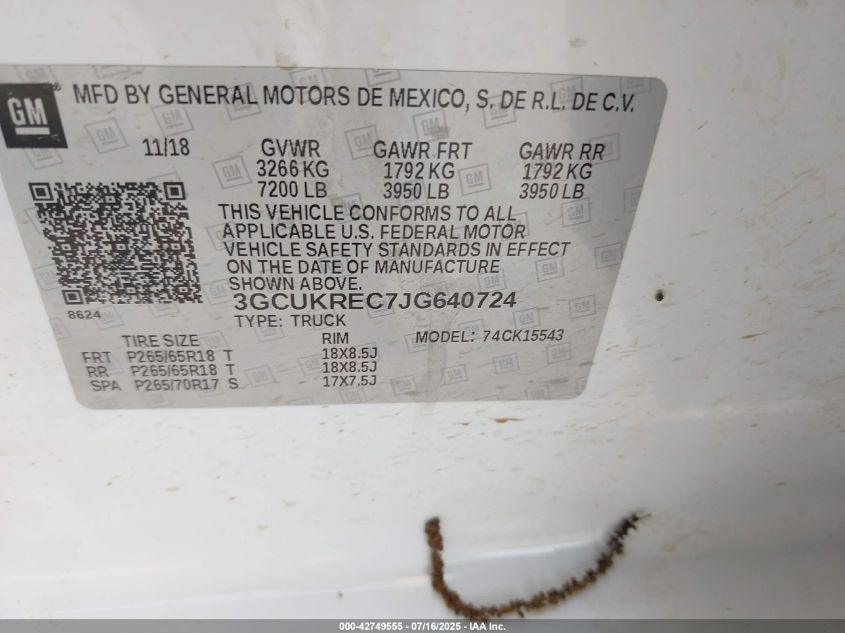 GM
MFD BY GENERAL MOTORS DE MEXICO, S. DE R.L. DE C.V.
11/18 GVWR GAWR FRT GAWR RR
3266 KG 1792 KG 1792 KG
7200 LB 3950 LB 3950 LB
THIS VEHICLE CONFORMS TO ALL
APPLICABLE U.S. FEDERAL MOTOR
VEHICLE SAFETY STANDARDS IN EFFECT
ON THE DATE OF MANUFACTURE
SHOWN ABOVE.
3GCUKREC7JG640724
8624
TYPE: TRUCK
TIRE SIZE RIM MODEL: 74CK15543
FRT P265/65R18 T 18X8.5J
RR P265/65R18 T 18X8.5J
SPA P265/70R17 S 17X7.5J
000-42749555 - 07/16/2025 - IAA Inc.